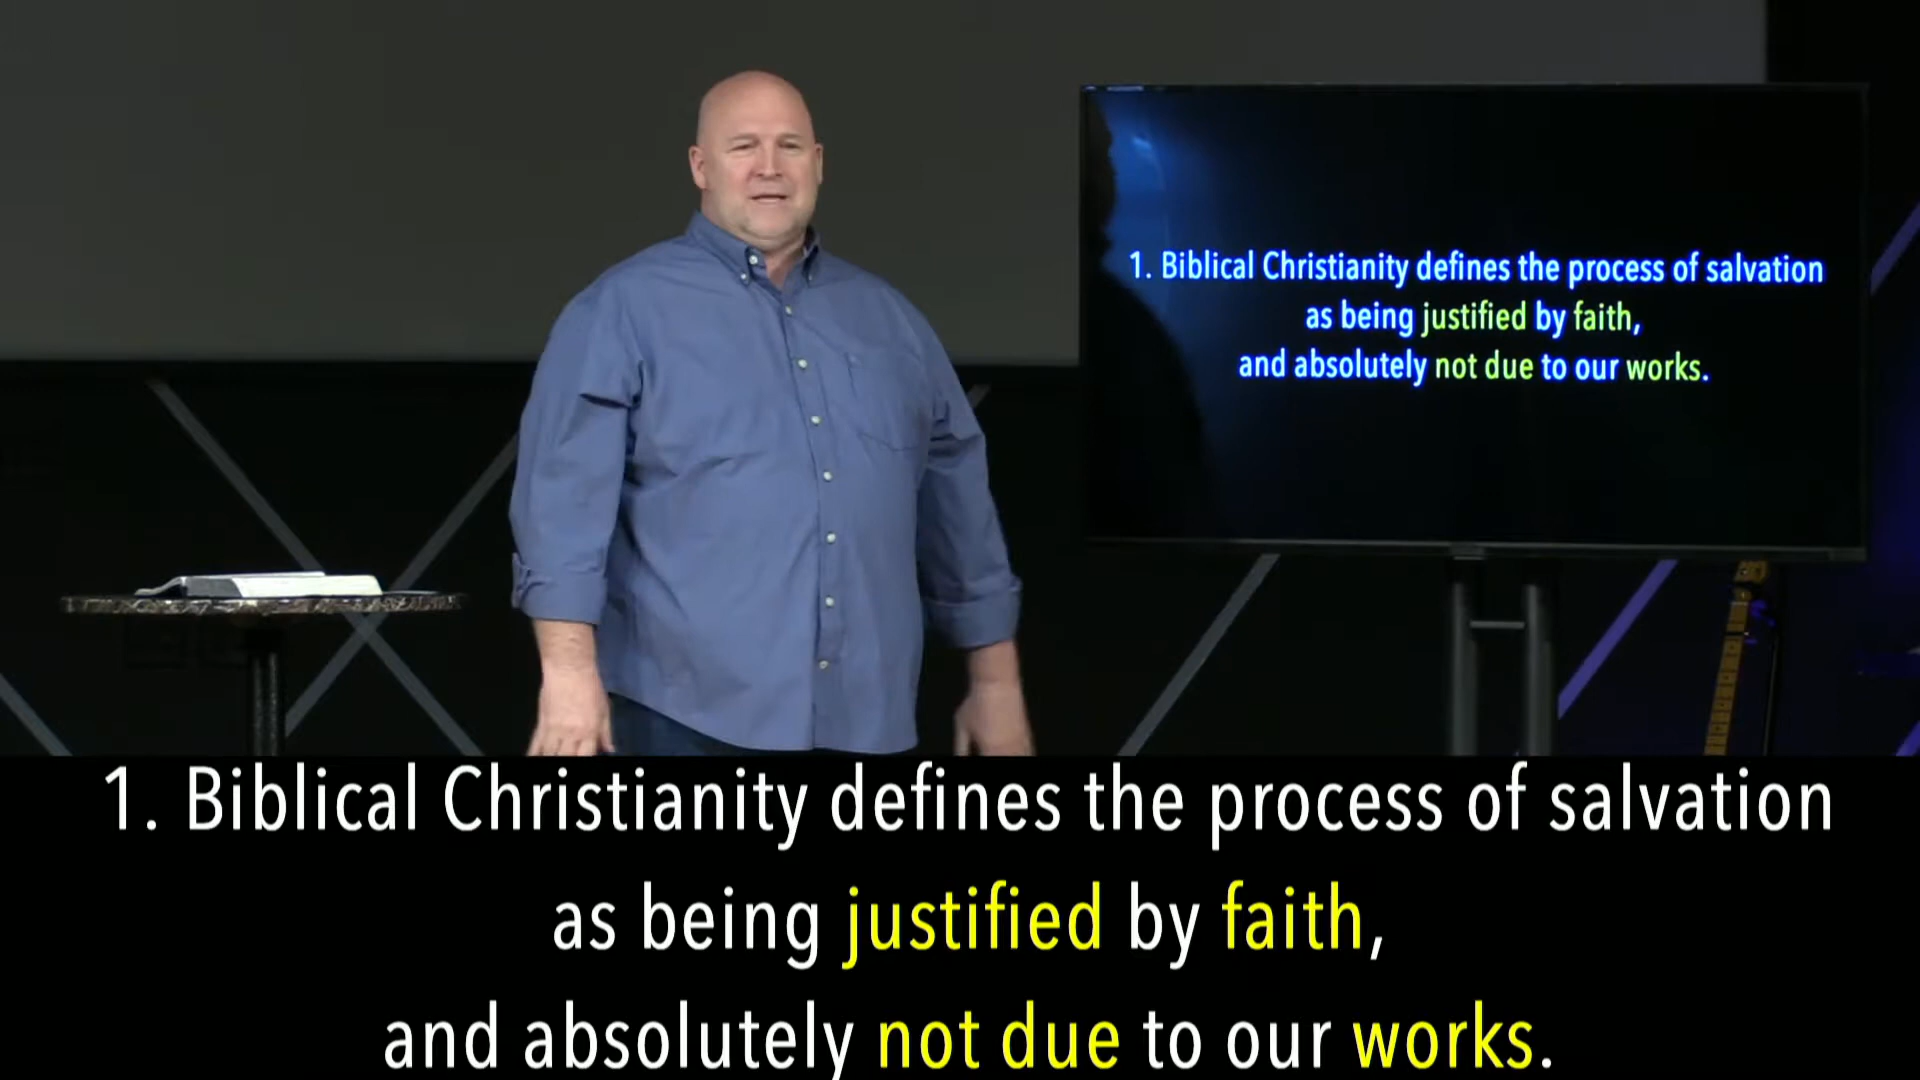 1. Biblical Christianity defines the process of salvation
as being justified by faith,
and absolutely not due to our works.
1. Biblical Christianity defines the process of salvation
as being justified by faith,
and absolutely not due to our works.